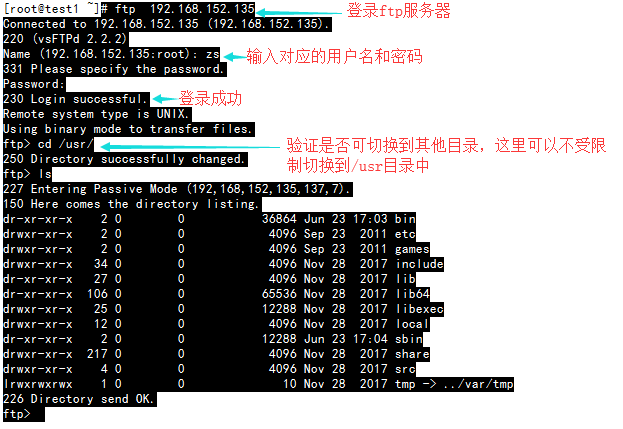 [root@test1 ~]# ftp  192.168.152.135 登录ftp服务器
Connected to 192.168.152.135 (192.168.152.135).
220 (vsFTPd 2.2.2)
Name (192.168.152.135:root): zs 输入对应的用户名和密码
331 Please specify the password.
Password:
230 Login successful. 登录成功
Remote system type is UNIX.
Using binary mode to transfer files.
ftp> cd /usr/ 验证是否可切换到其他目录，这里可以不受限
制切换到/usr目录中
250 Directory successfully changed.
ftp> ls
227 Entering Passive Mode (192,168,152,135,137,7).
150 Here comes the directory listing.
dr-xr-xr-x    2 0        0           36864 Jun 23 17:03 bin
drwxr-xr-x    2 0        0            4096 Sep 23  2011 etc
drwxr-xr-x    2 0        0            4096 Sep 23  2011 games
drwxr-xr-x   34 0        0            4096 Nov 28  2017 include
dr-xr-xr-x   27 0        0            4096 Nov 28  2017 lib
dr-xr-xr-x  106 0        0           65536 Nov 28  2017 lib64
drwxr-xr-x   25 0        0           12288 Nov 28  2017 libexec
drwxr-xr-x   12 0        0            4096 Nov 28  2017 local
dr-xr-xr-x    2 0        0           12288 Jun 23 17:04 sbin
drwxr-xr-x  217 0        0            4096 Nov 28  2017 share
drwxr-xr-x    4 0        0            4096 Nov 28  2017 src
lrwxrwxrwx    1 0        0              10 Nov 28  2017 tmp -> ../var/tmp
226 Directory send OK.
ftp>